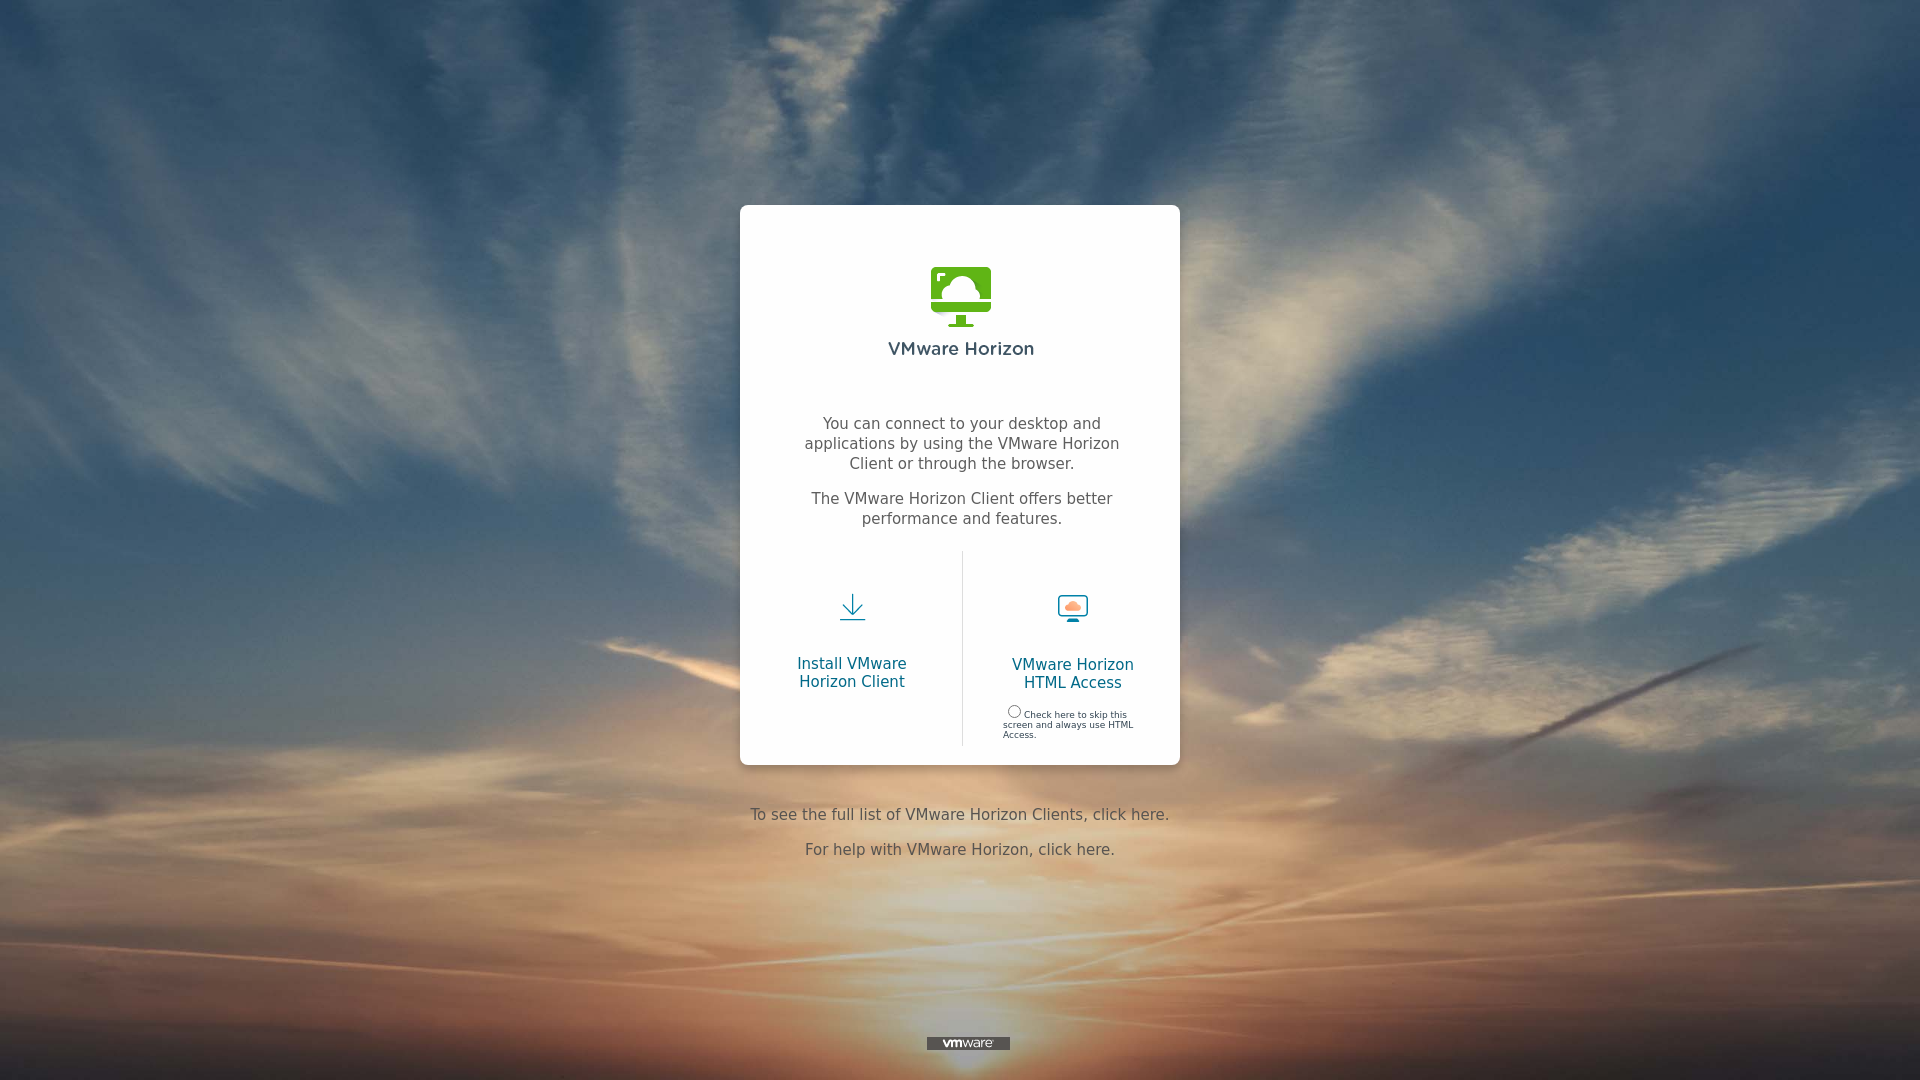 VMware Horizon
You can connect to your desktop and
applications by using the VMware Horizon
Client or through the browser.
The VMware Horizon Client offers better
performance and features.
Install VMware
Horizon Client
VMware Horizon
HTML Access
Check here to skip this
screen and always use HTML
Access.
To see the full list of VMware Horizon Clients, click here.
For help with VMware Horizon, click here.
vmware